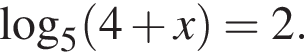 log₅(4 + x) = 2.